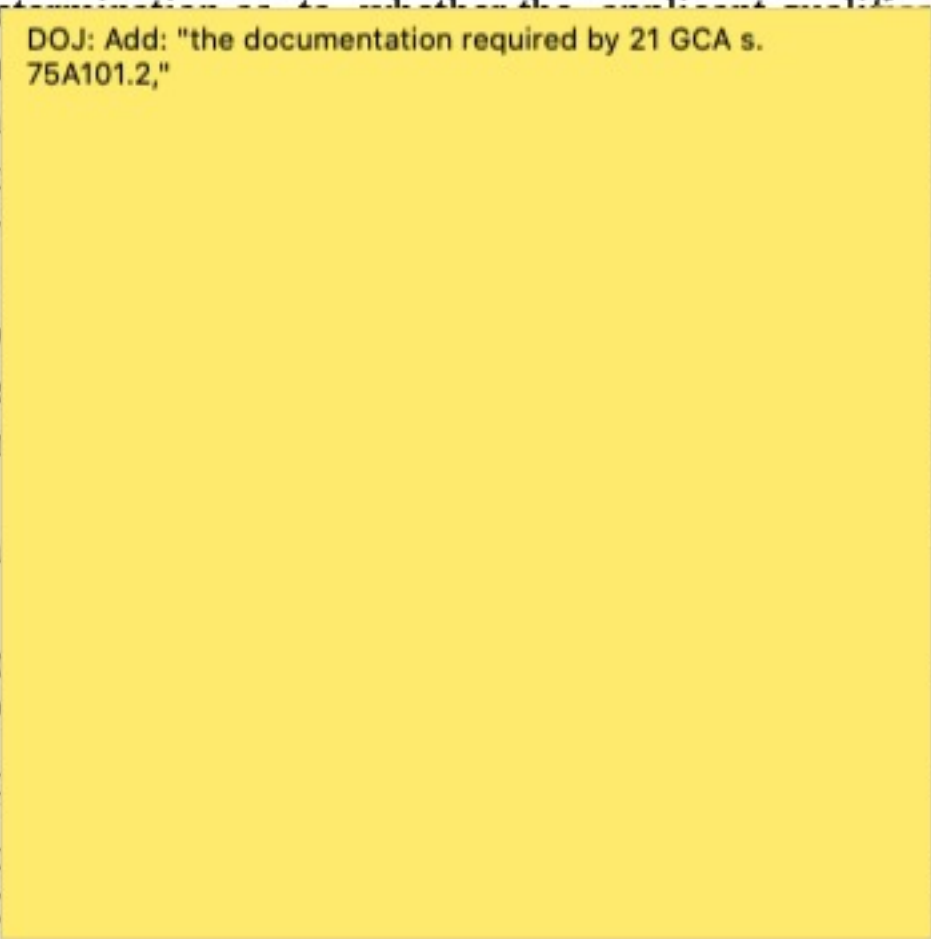 DOJ: Add: "the documentation required by 21 GCA s.
75A101.2,"